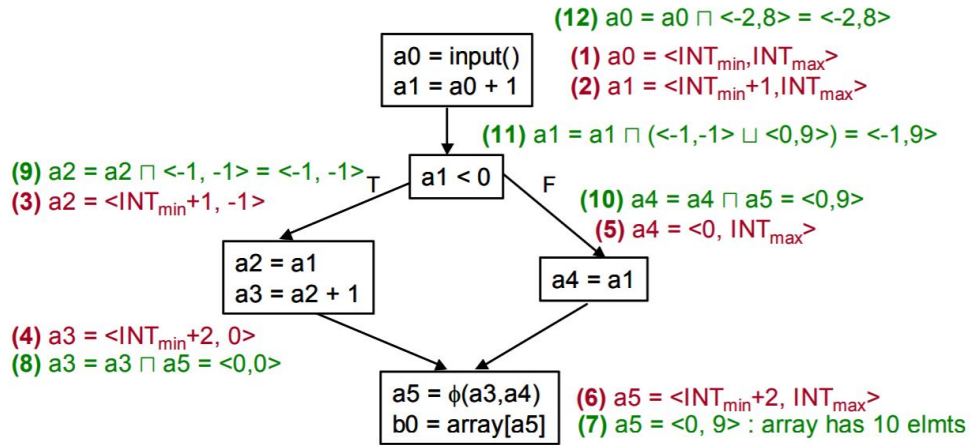 (12) a0 = a0 ⊓ <-2,8> = <-2,8>
a0 = input()
a1 = a0 + 1
(1) a0 = <INTmin,INTmax>
(2) a1 = <INTmin+1,INTmax>
(11) a1 = a1 ⊓ (<-1,-1> ⊔ <0,9>) = <-1,9>
(9) a2 = a2 ⊓ <-1, -1> = <-1, -1>
(3) a2 = <INTmin+1, -1>
T
a1 < 0
F
(10) a4 = a4 ⊓ a5 = <0,9>
(5) a4 = <0, INTmax>
a2 = a1
a3 = a2 + 1
a4 = a1
(4) a3 = <INTmin+2, 0>
(8) a3 = a3 ⊓ a5 = <0,0>
a5 = ϕ(a3,a4)
b0 = array[a5]
(6) a5 = <INTmin+2, INTmax>
(7) a5 = <0, 9> : array has 10 elmts